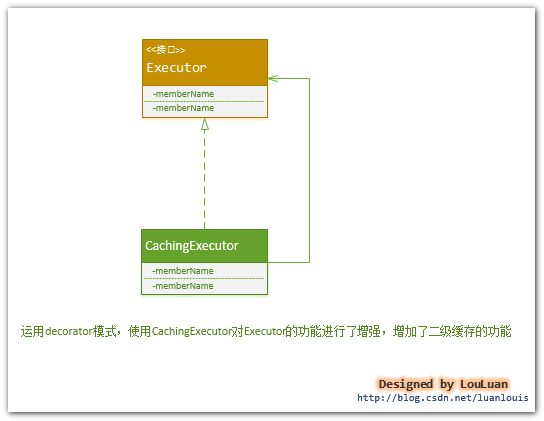 <<接口>>
Executor
-memberName
-memberName
CachingExecutor
-memberName
-memberName
运用decorator模式，使用CachingExecutor对Executor的功能进行了增强，增加了二级缓存的功能
Designed by LouLuan
http://blog.csdn.net/luanlouis